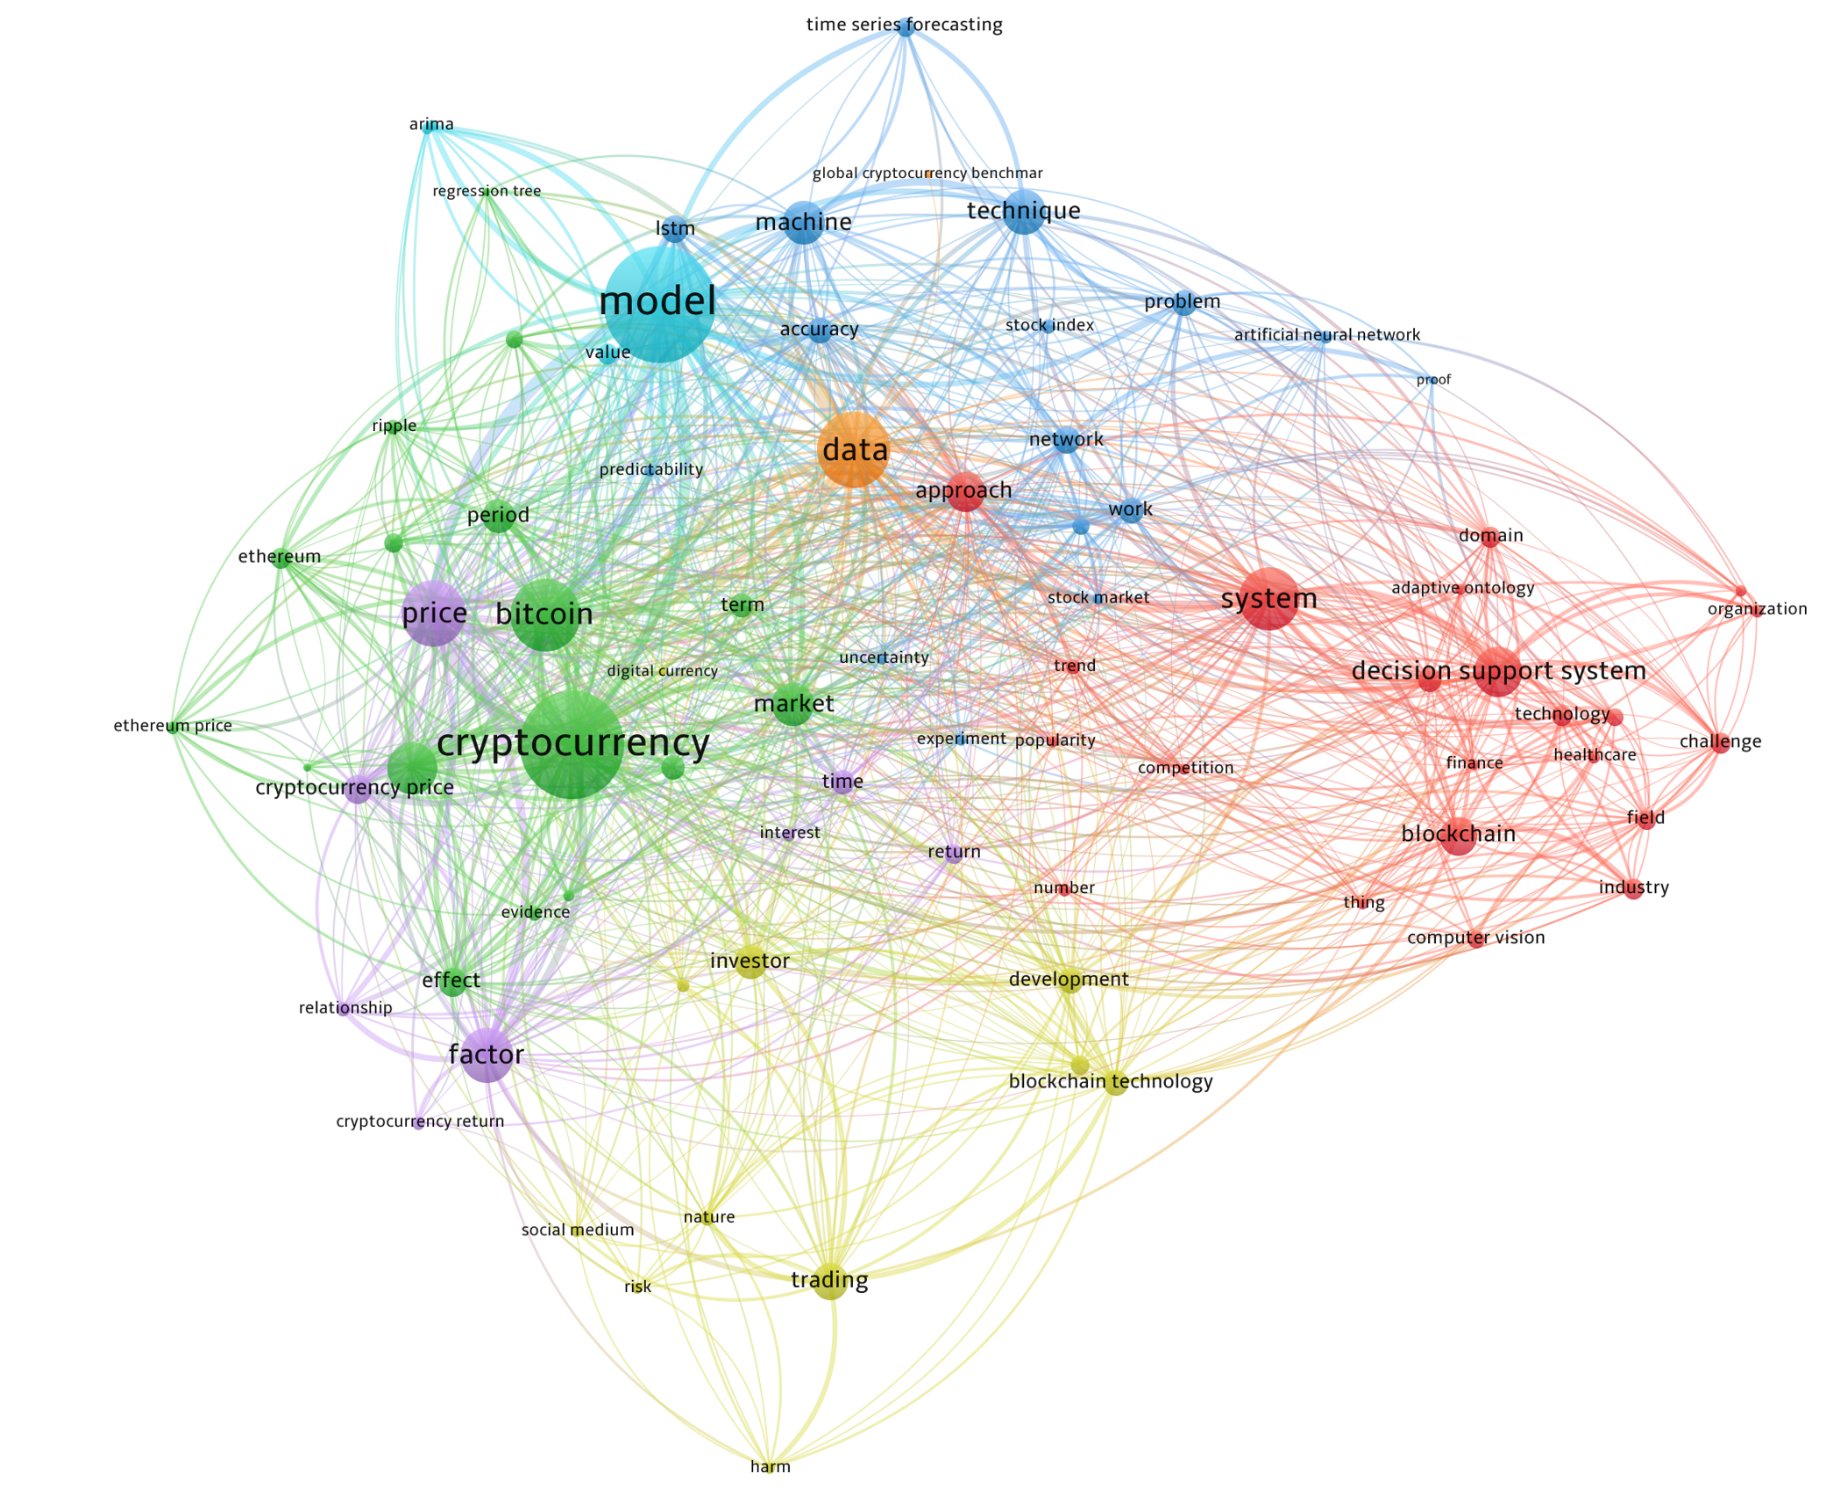 time series forecasting
arima
global cryptocurrency benchmar
regression tree
technique
machine
lstm
model
problem
stock index
accuracy
artificial neural network
value
proof
ripple
network
data
predictability
approach
work
period
domain
ethereum
adaptive ontology
stock market
system
term
organization
price
bitcoin
uncertainty
trend
digital currency
decision support system
market
technology
ethereum price
experiment
popularity
challenge
cryptocurrency
healthcare
finance
competition
time
cryptocurrency price
field
interest
blockchain
return
number
industry
thing
evidence
computer vision
investor
development
effect
relationship
factor
blockchain technology
cryptocurrency return
nature
social medium
trading
risk
harm